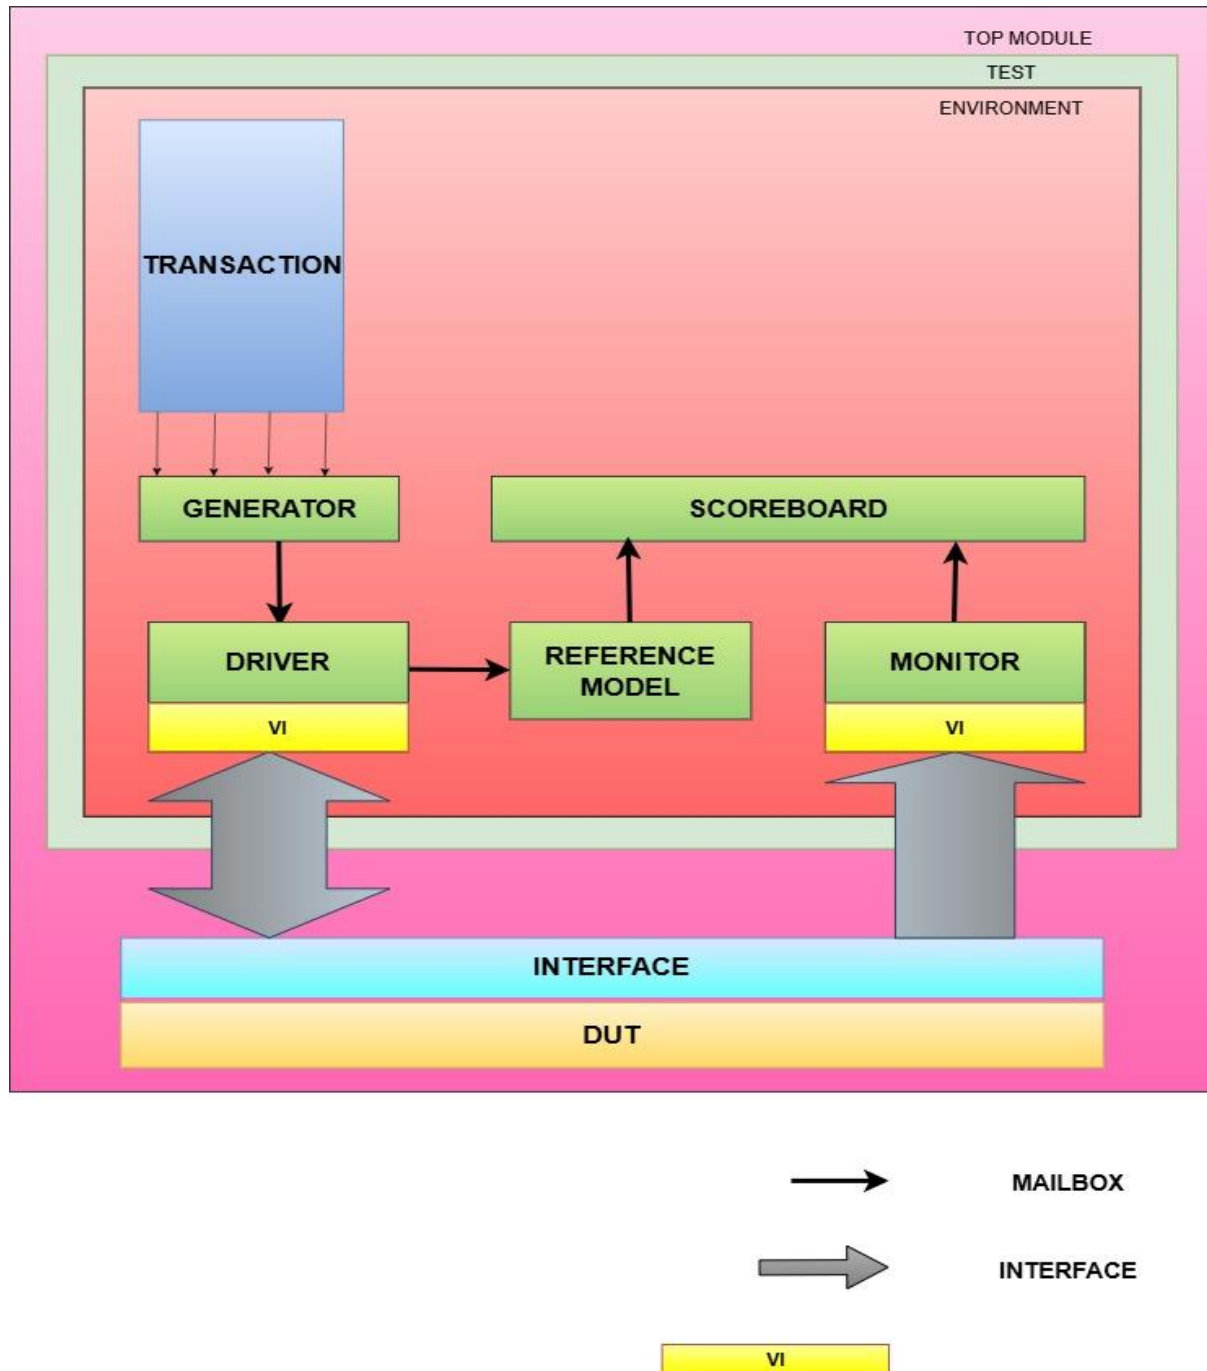 TOP MODULE
TEST
ENVIRONMENT
TRANSACTION
GENERATOR
SCOREBOARD
DRIVER
REFERENCE
MODEL
MONITOR
VI
VI
INTERFACE
DUT
MAILBOX
INTERFACE
VI